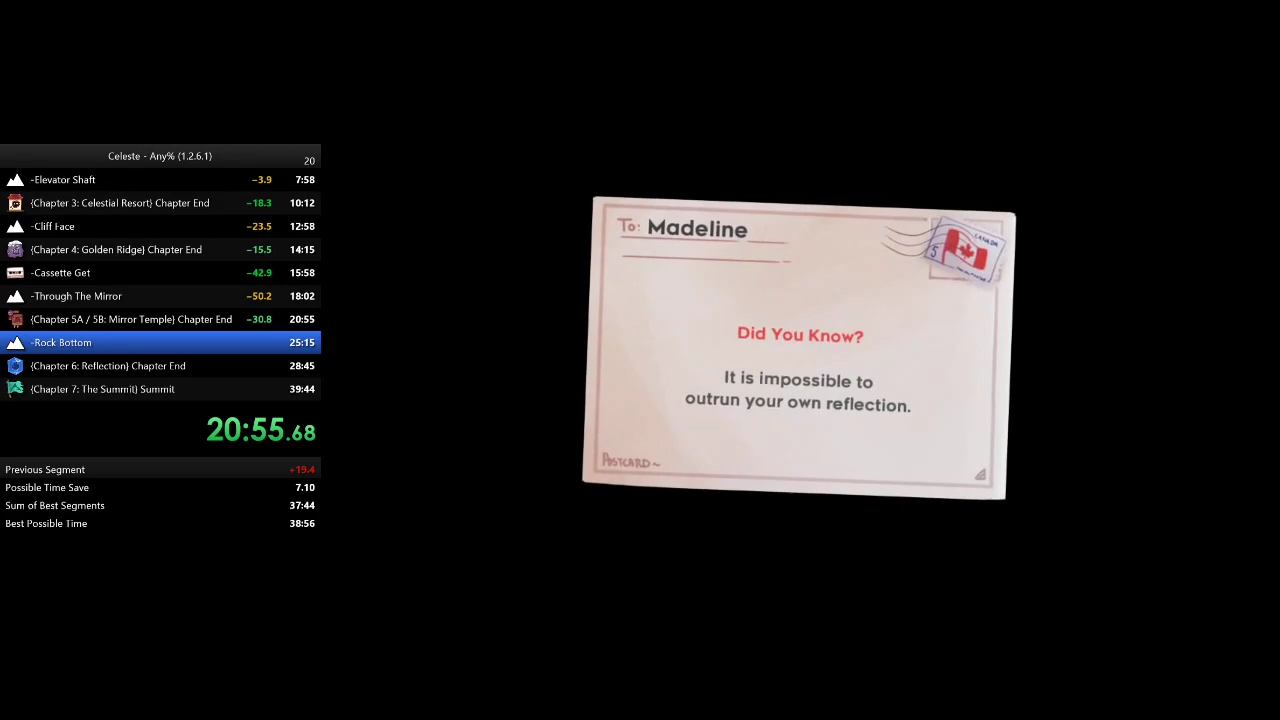 Celeste - Any% (1.2.6.1)
20
-Elevator Shaft −3.9 7:58
{Chapter 3: Celestial Resort} Chapter End −18.3 10:12
-Cliff Face −23.5 12:58
{Chapter 4: Golden Ridge} Chapter End −15.5 14:15
-Cassette Get −42.9 15:58
-Through The Mirror −50.2 18:02
{Chapter 5A / 5B: Mirror Temple} Chapter End −30.8 20:55
-Rock Bottom 25:15
{Chapter 6: Reflection} Chapter End 28:45
{Chapter 7: The Summit} Summit 39:44
20:55.68
Previous Segment +19.4
Possible Time Save 7.10
Sum of Best Segments 37:44
Best Possible Time 38:56
To: Madeline
CANADA
5
Did You Know?
It is impossible to
outrun your own reflection.
POSTCARD~